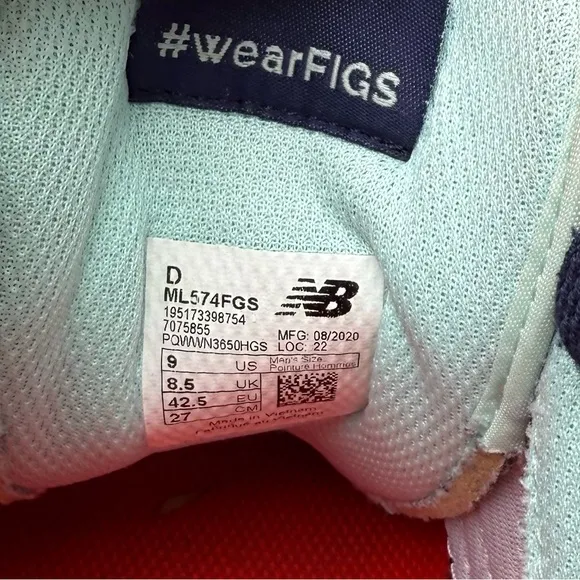 #wearFIGS
D
ML574FGS
195173398754
7075855
PQWWN3650HGS
NB
MFG: 08/2020
LOC: 22
9 US
8.5 UK
42.5 EU
27 CM
Men's Size
Pointure Hommes
Made in Vietnam
Fabriqué au Vietnam